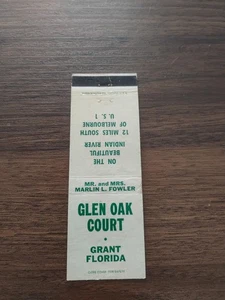 ON THE
BEAUTIFUL
INDIAN RIVER
12 MILES SOUTH
OF MELBOURNE
U. S. 1
MR. and MRS.
MARLIN L. FOWLER
GLEN OAK
COURT
GRANT
FLORIDA